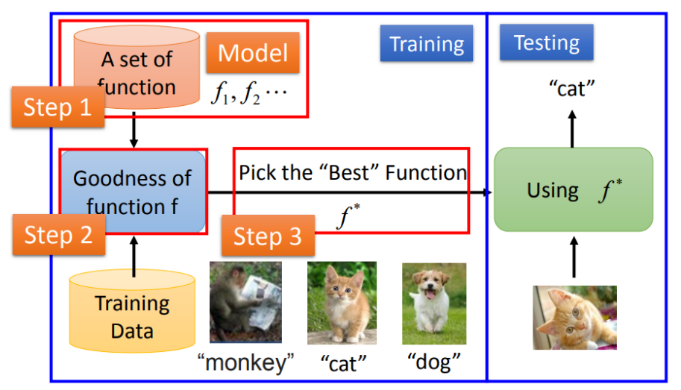 A set of
function
Model
f₁, f₂ ⋯
Training
Testing
Step 1
"cat"
Goodness of
function f
Pick the "Best" Function
f*
Using f*
Step 2
Step 3
Training
Data
"monkey"
"cat"
"dog"